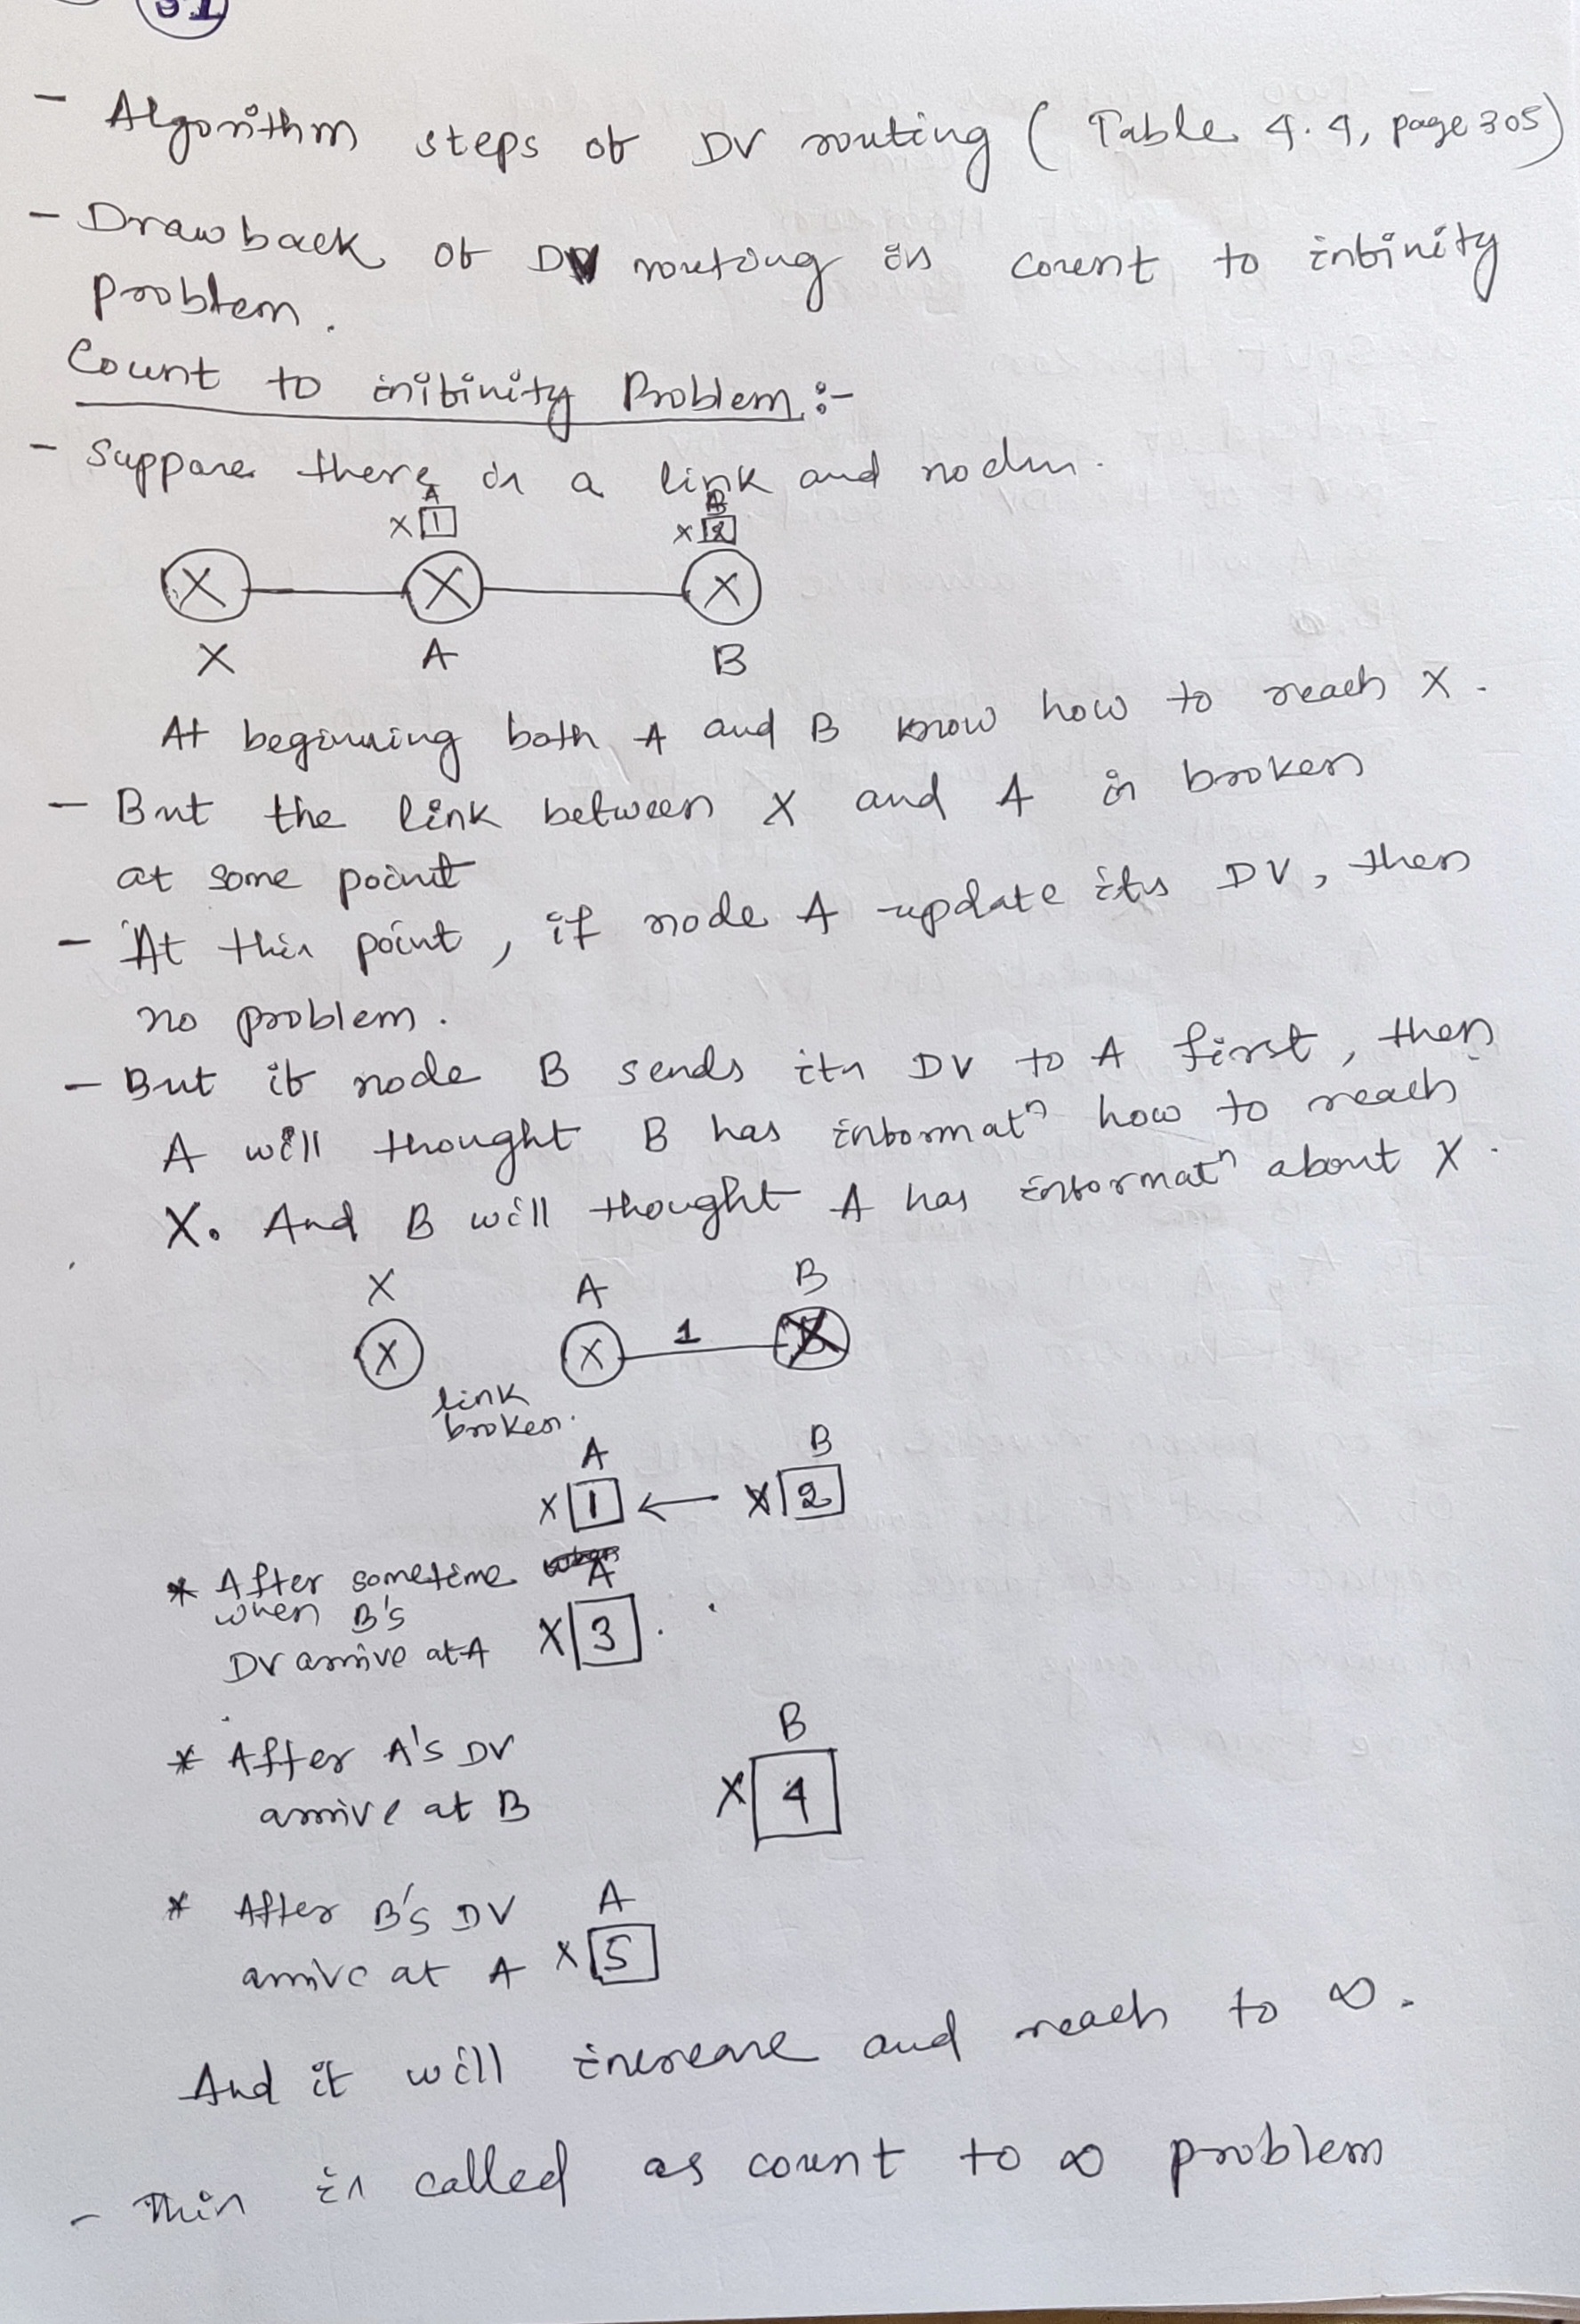 31
- Algorithm steps of DV routing ( Table 4.4, page 305)
- Drawback of DV routing is count to infinity
problem.
Count to infinity Problem :-
- Suppose there is a link and nodes.
A B
X 1 X 2
X X X
X A B
At beginning both A and B know how to reach X.
- But the link between X and A is broken
at some point
- At this point, if node A update its DV, then
no problem.
- But if node B sends its DV to A first, then
A will thought B has informatn how to reach
X. And B will thought A has informatn about X.
X A B
X X 1
link
broken.
A B
X 1 ← X 2
* After sometime A
when B's
DV arrive at A X 3 .
B
* After A's DV
arrive at B X 4
* After B's DV A
arrive at A X 5
And it will increase and reach to ∞.
- This is called as count to ∞ problem